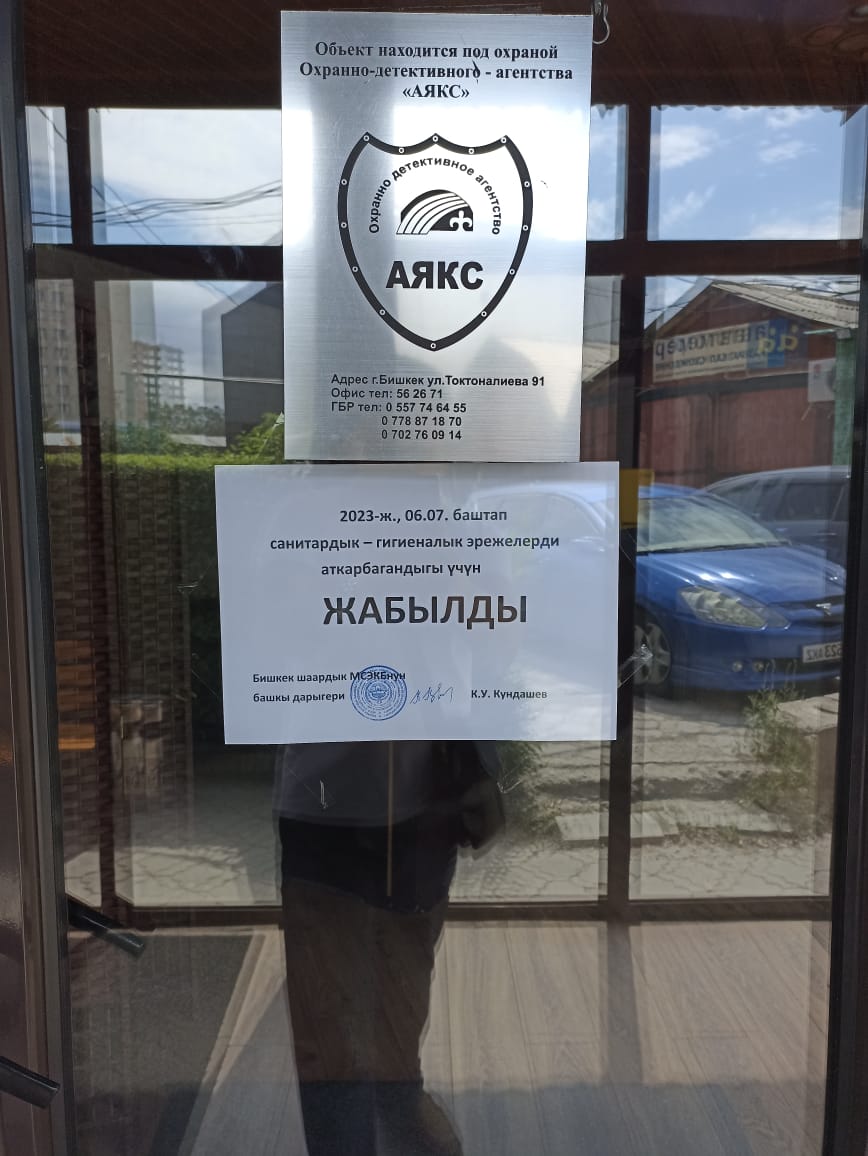 Объект находится под охраной
Охранно-детективного - агентства
«АЯКС»
Охранно детективное агентство
АЯКС
Адрес г.Бишкек ул.Токтоналиева 91
Офис тел: 56 26 71
ГБР тел: 0 557 74 64 55
0 778 87 18 70
0 702 76 09 14
2023-ж., 06.07. баштап
санитардык – гигиеналык эрежелерди
аткарбагандыгы үчүн
ЖАБЫЛДЫ
Бишкек шаардык МСЭКБнун
башкы дарыгери К.У. Кундашев